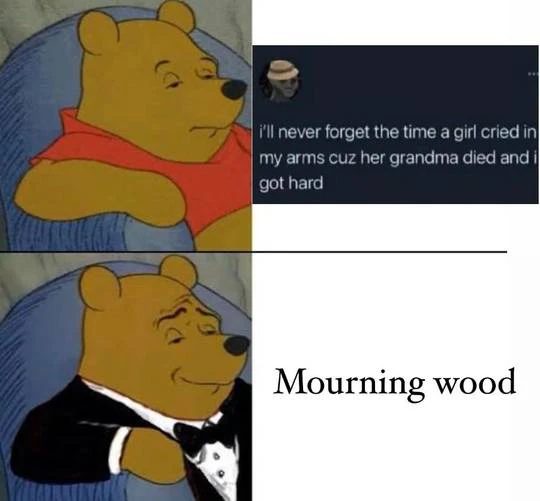 i'll never forget the time a girl cried in
my arms cuz her grandma died and i
got hard
Mourning wood